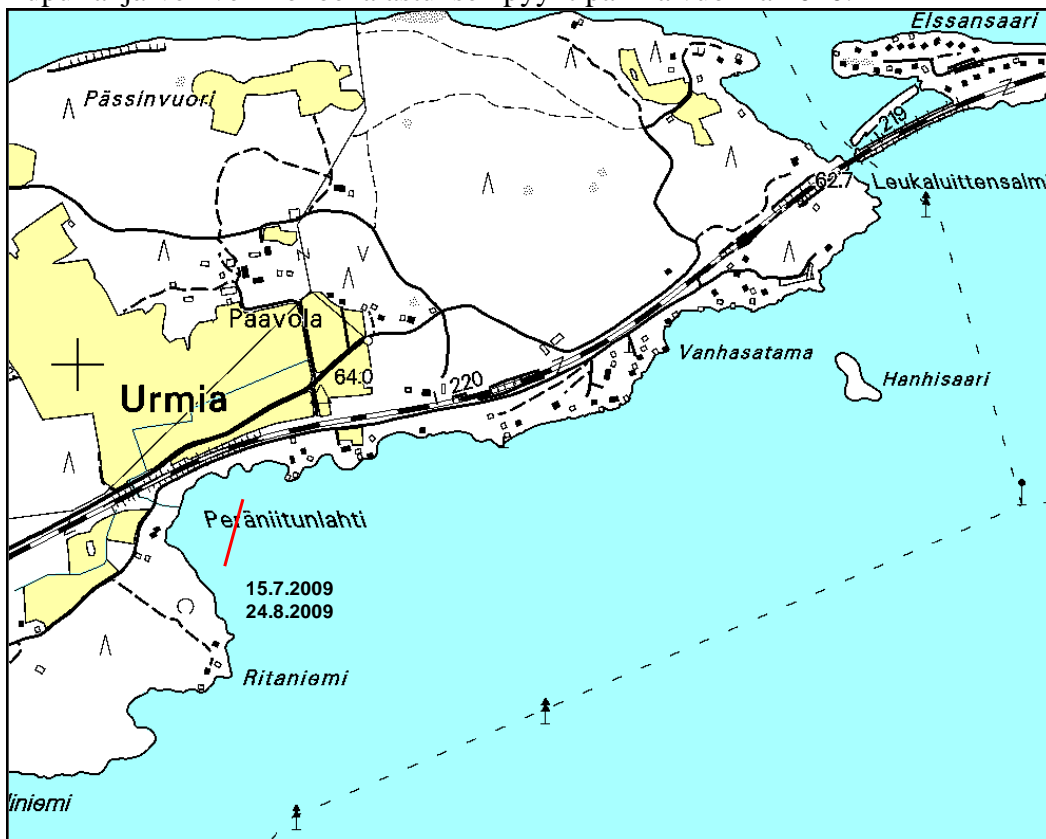 Elssansaari
Pässinvuori
219
62.7
Leukaluittensalmi
Paavola
Vanhasatama
64.0
220
Hanhisaari
Urmia
Peräniitunlahti
15.7.2009
24.8.2009
Ritaniemi
liniemi